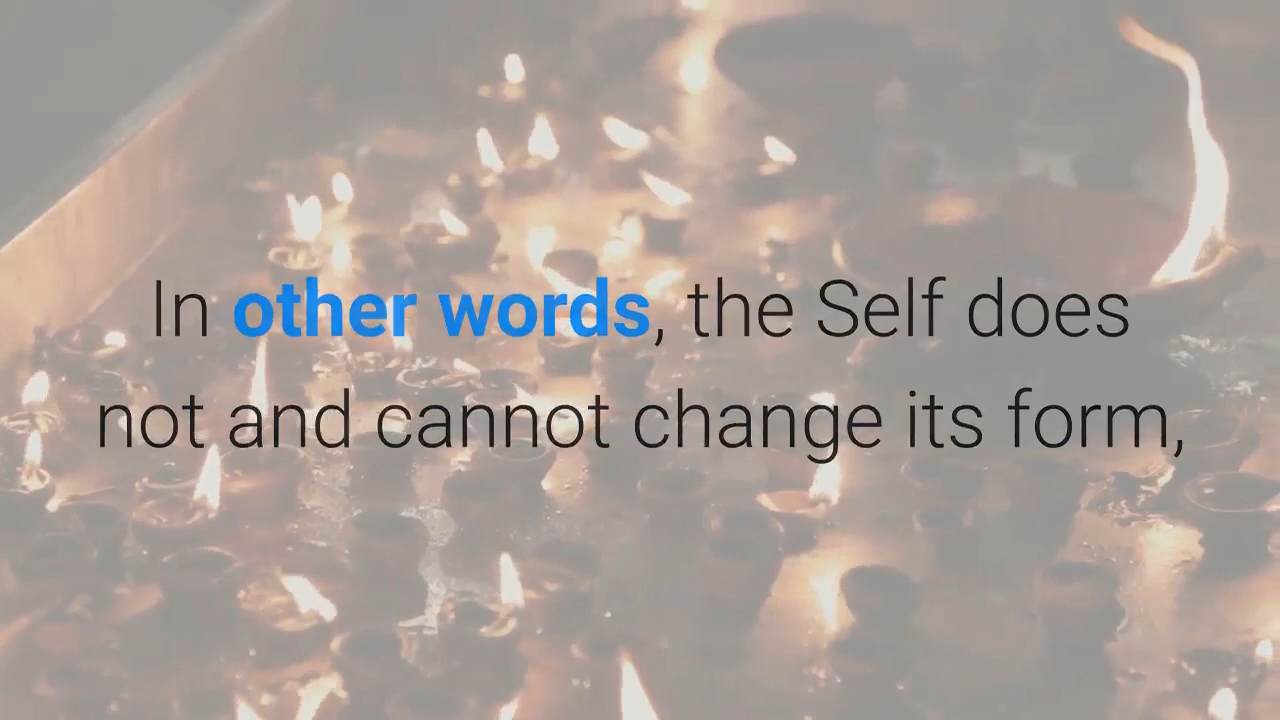 In other words, the Self does
not and cannot change its form,